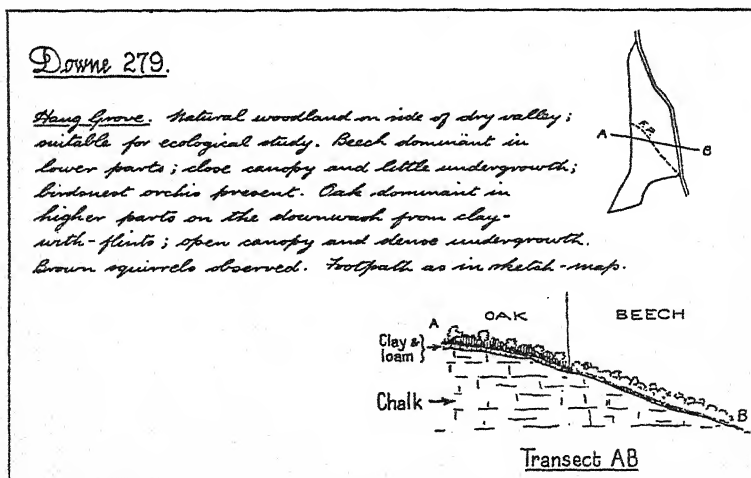 Downe 279.
Hang Grove. Natural woodland on side of dry valley;
suitable for ecological study. Beech dominant in
lower parts; close canopy and little undergrowth;
birdsnest orchis present. Oak dominant in
higher parts on the downwash from clay-
with-flints; open canopy and dense undergrowth.
Brown squirrels observed. Footpath as in sketch-map.
F.P.
A
B
OAK
BEECH
A
Clay &
loam
Chalk
B
Transect AB